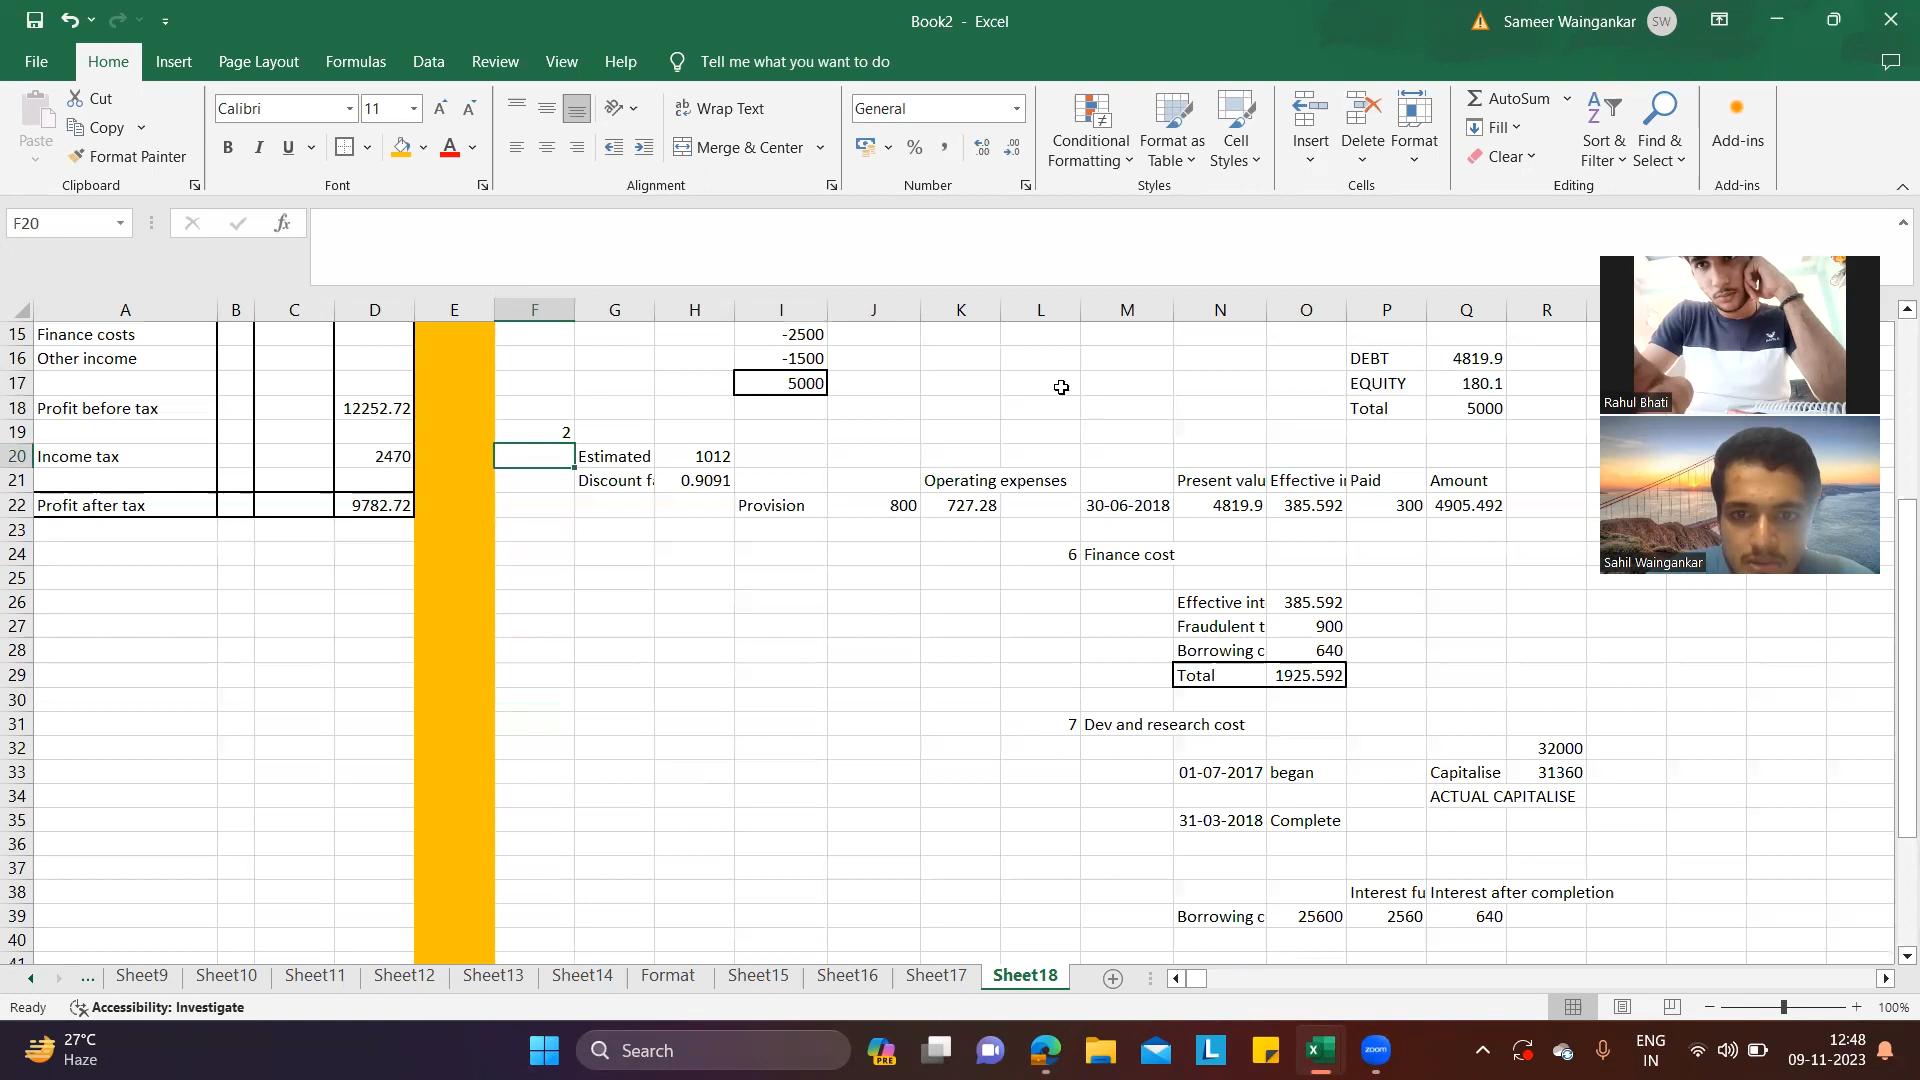 Book2 - Excel
Sameer Waingankar
SW
File
Home
Insert
Page Layout
Formulas
Data
Review
View
Help
Tell me what you want to do
Paste
Cut
Copy
Format Painter
Clipboard
Calibri
11
B I U
Font
Wrap Text
Merge & Center
Alignment
General
Number
Conditional Formatting
Format as Table
Cell Styles
Styles
Insert
Delete
Format
Cells
AutoSum
Fill
Clear
Sort & Filter
Find & Select
Editing
Add-ins
Add-ins
F20
fx
A B C D E F G H I J K L M N O P Q R
15 Finance costs -2500
16 Other income -1500 DEBT 4819.9
17 5000 EQUITY 180.1
18 Profit before tax 12252.72 Total 5000
19 2
20 Income tax 2470 Estimated 1012
21 Discount fa 0.9091 Operating expenses Present valu Effective in Paid Amount
22 Profit after tax 9782.72 Provision 800 727.28 30-06-2018 4819.9 385.592 300 4905.492
23
24 6 Finance cost
25
26 Effective int 385.592
27 Fraudulent t 900
28 Borrowing c 640
29 Total 1925.592
30
31 7 Dev and research cost
32 32000
33 01-07-2017 began Capitalise 31360
34 ACTUAL CAPITALISE
35 31-03-2018 Complete
36
37
38 Interest fu Interest after completion
39 Borrowing c 25600 2560 640
40
41
Rahul Bhati
Sahil Waingankar
...
Sheet9
Sheet10
Sheet11
Sheet12
Sheet13
Sheet14
Format
Sheet15
Sheet16
Sheet17
Sheet18
Ready
Accessibility: Investigate
100%
27°C
Haze
Search
PRE
L
zoom
ENG
IN
12:48
09-11-2023